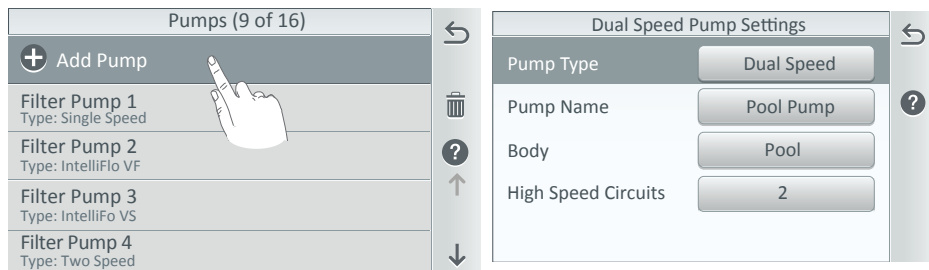 Pumps (9 of 16)
Add Pump
Filter Pump 1
Type: Single Speed
Filter Pump 2
Type: IntelliFlo VF
Filter Pump 3
Type: IntelliFo VS
Filter Pump 4
Type: Two Speed
Dual Speed Pump Settings
Pump Type Dual Speed
Pump Name Pool Pump
Body Pool
High Speed Circuits 2